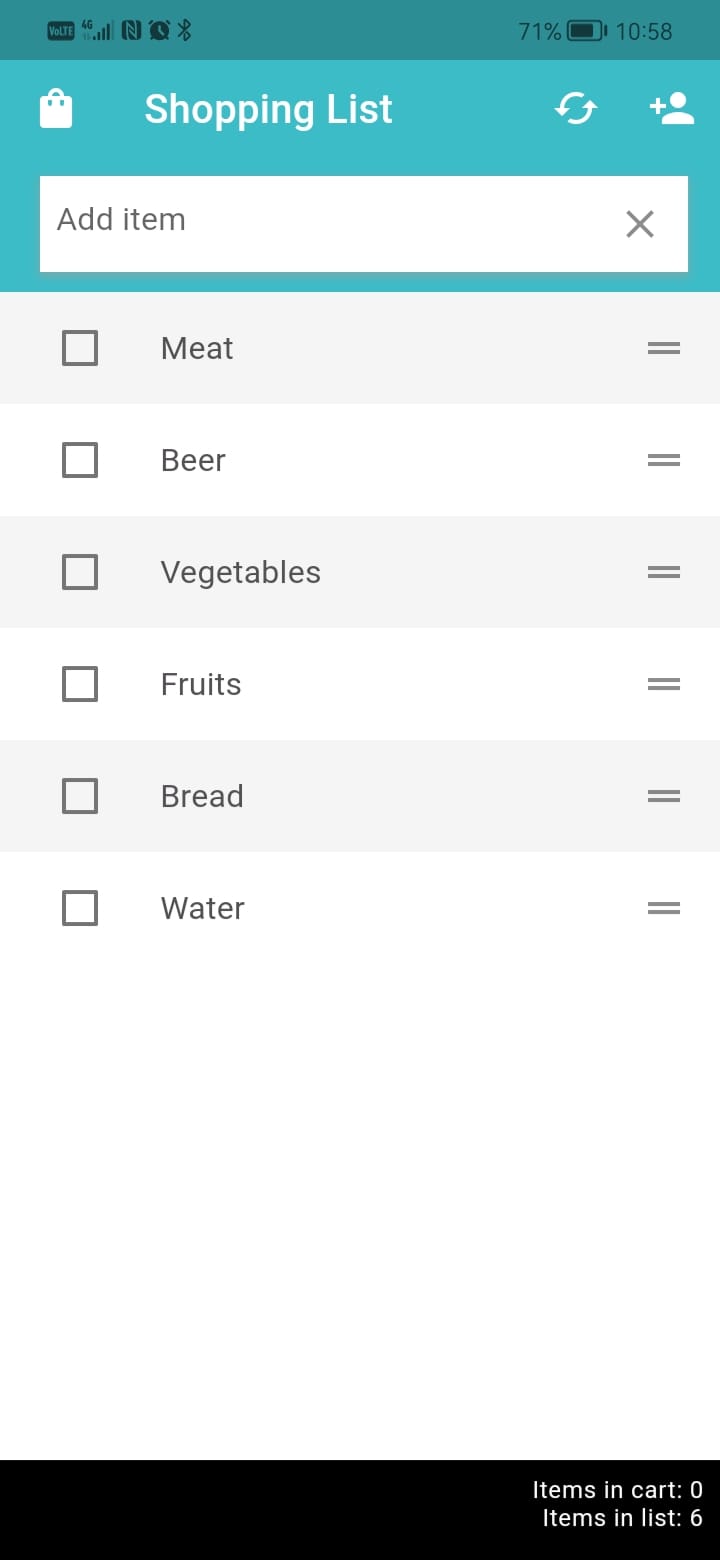 VoLTE 4G 71% 10:58
Shopping List
Add item
Meat
Beer
Vegetables
Fruits
Bread
Water
Items in cart: 0
Items in list: 6